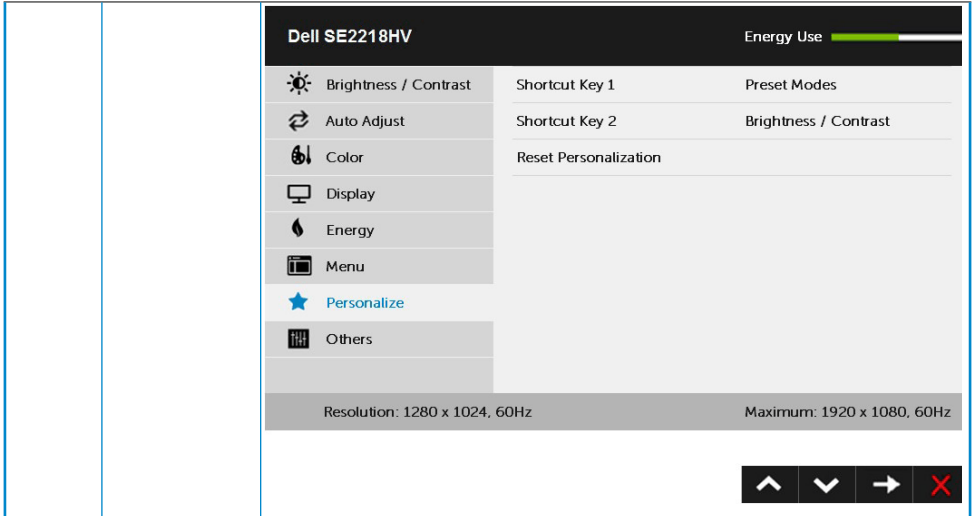 Dell SE2218HV
Energy Use
Brightness / Contrast
Auto Adjust
Color
Display
Energy
Menu
Personalize
Others
Shortcut Key 1 Preset Modes
Shortcut Key 2 Brightness / Contrast
Reset Personalization
Resolution: 1280 x 1024, 60Hz
Maximum: 1920 x 1080, 60Hz